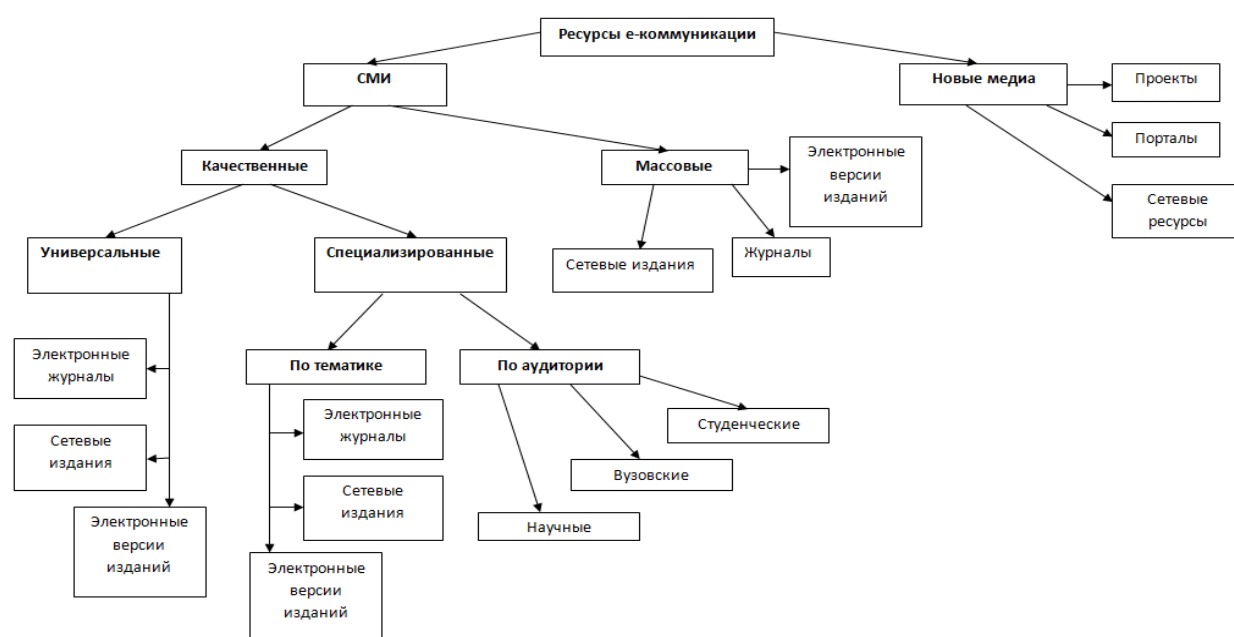 Ресурсы е-коммуникации
СМИ
Новые медиа
Проекты
Порталы
Сетевые
ресурсы
Качественные
Массовые
Электронные
версии
изданий
Журналы
Сетевые издания
Универсальные
Специализированные
Электронные
журналы
Сетевые
издания
Электронные
версии
изданий
По тематике
По аудитории
Электронные
журналы
Сетевые
издания
Электронные
версии
изданий
Студенческие
Вузовские
Научные